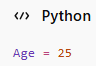 </> Python
Age = 25